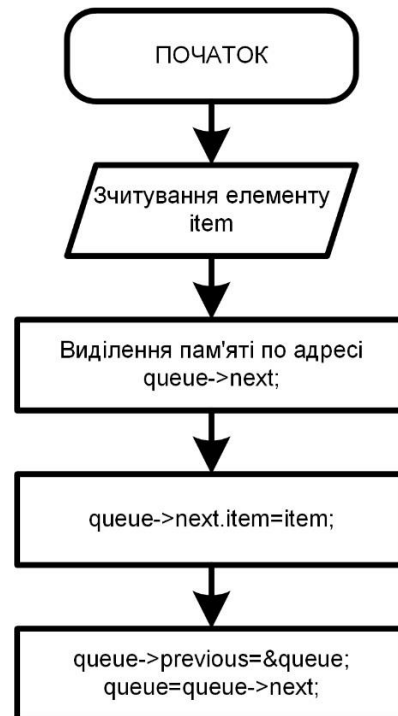 ПОЧАТОК
Зчитування елементу
item
Виділення пам'яті по адресі
queue->next;
queue->next.item=item;
queue->previous=&queue;
queue=queue->next;